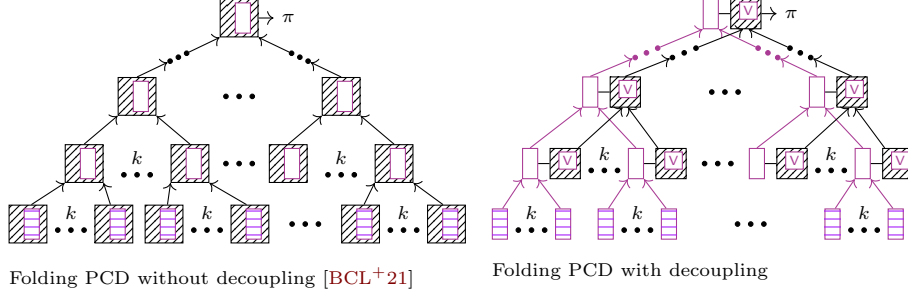 π
V π
V V
k k
V k V V k V
k k k
k k k
Folding PCD without decoupling [BCL+21]
Folding PCD with decoupling